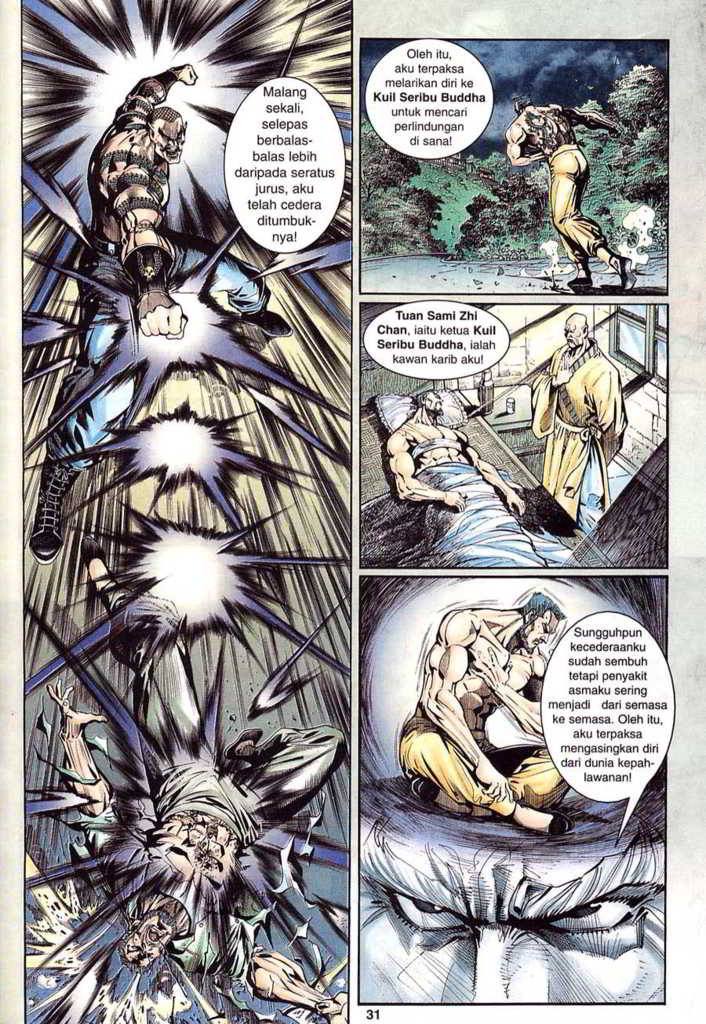 Malang
sekali,
selepas
berbalas-
balas lebih
daripada seratus
jurus, aku
telah cedera
ditumbuk-
nya!
Oleh itu,
aku terpaksa
melarikan diri ke
Kuil Seribu Buddha
untuk mencari
perlindungan
di sana!
Tuan Sami Zhi
Chan, iaitu ketua Kuil
Seribu Buddha, ialah
kawan karib aku!
Sungguhpun
kecederaanku
sudah sembuh
tetapi penyakit
asmaku sering
menjadi dari semasa
ke semasa. Oleh itu,
aku terpaksa
mengasingkan diri
dari dunia kepah-
lawanan!
31